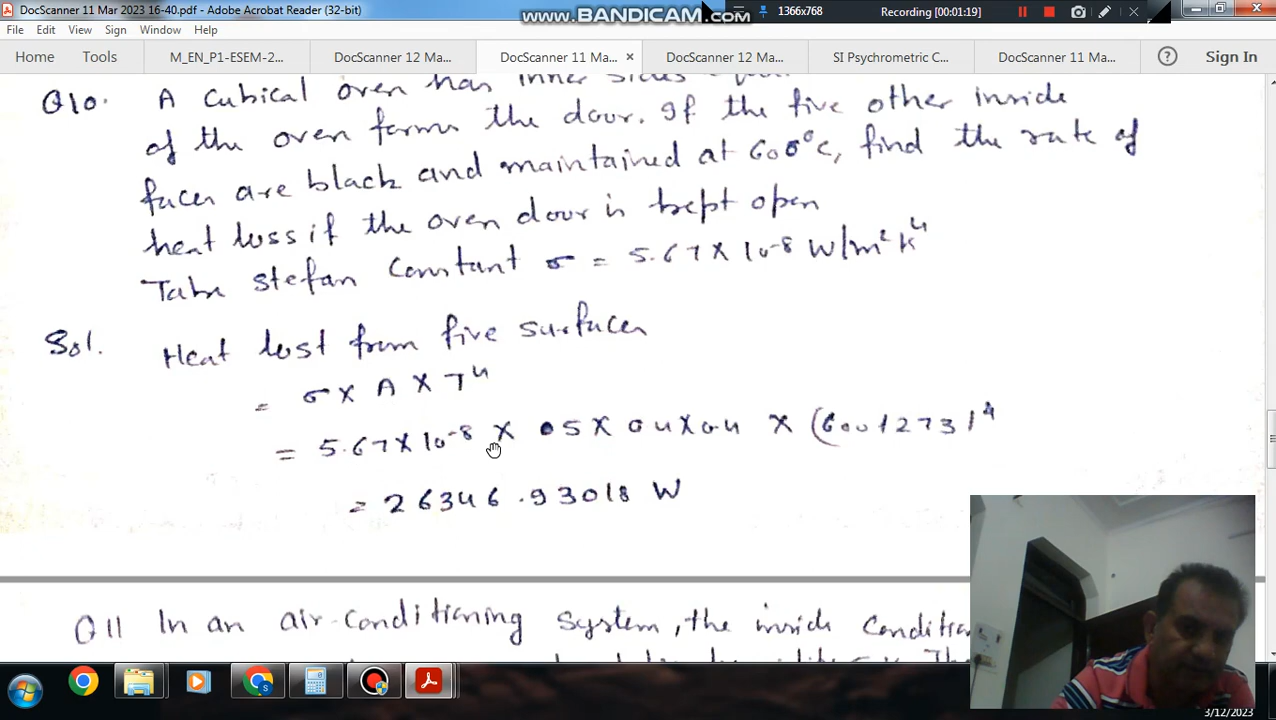 DocScanner 11 Mar 2023 16-40.pdf - Adobe Acrobat Reader (32-bit)
www.BANDICAM.com
1366x768
Recording [00:01:19]
File Edit View Sign Window Help
Home Tools M_EN_P1-ESEM-2... DocScanner 12 Ma... DocScanner 11 Ma... × DocScanner 12 Ma... SI Psychrometric C... DocScanner 11 Ma... Sign In
Q10. A Cubical oven has inner sides
of the oven forms the door. If the five other inside
faces are black and maintained at 600°C, find the rate of
heat loss if the oven door is kept open
Take stefan Constant σ = 5.67 X 10-8 W/m² K4
Sol. Heat lost from five surfaces
= σ X A X T4
= 5.67 X 10-8 X 05 X 04 X 04 X (600+273)4
= 26346.93018 W
Q11 In an air-conditioning system, the inside condition
3/12/2023